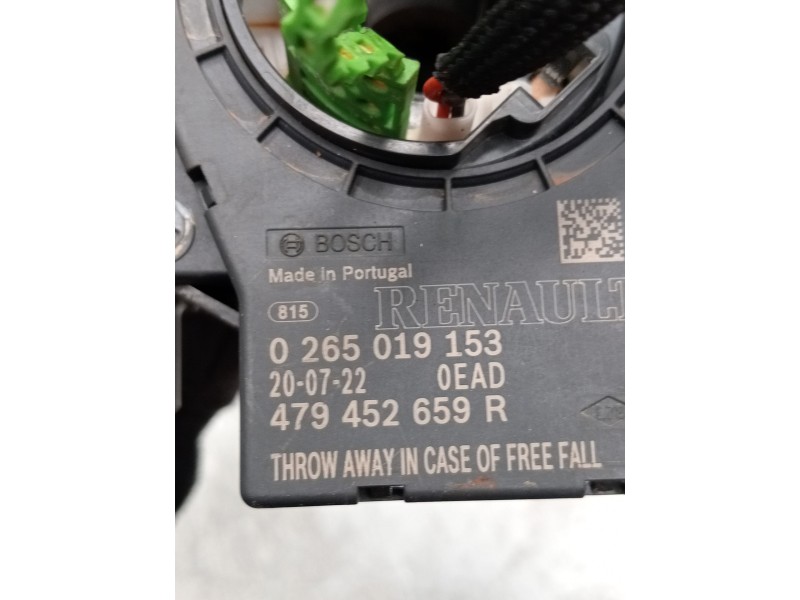 BOSCH
Made in Portugal
815
RENAULT
0 265 019 153
20-07-22 0EAD
479 452 659 R
THROW AWAY IN CASE OF FREE FALL